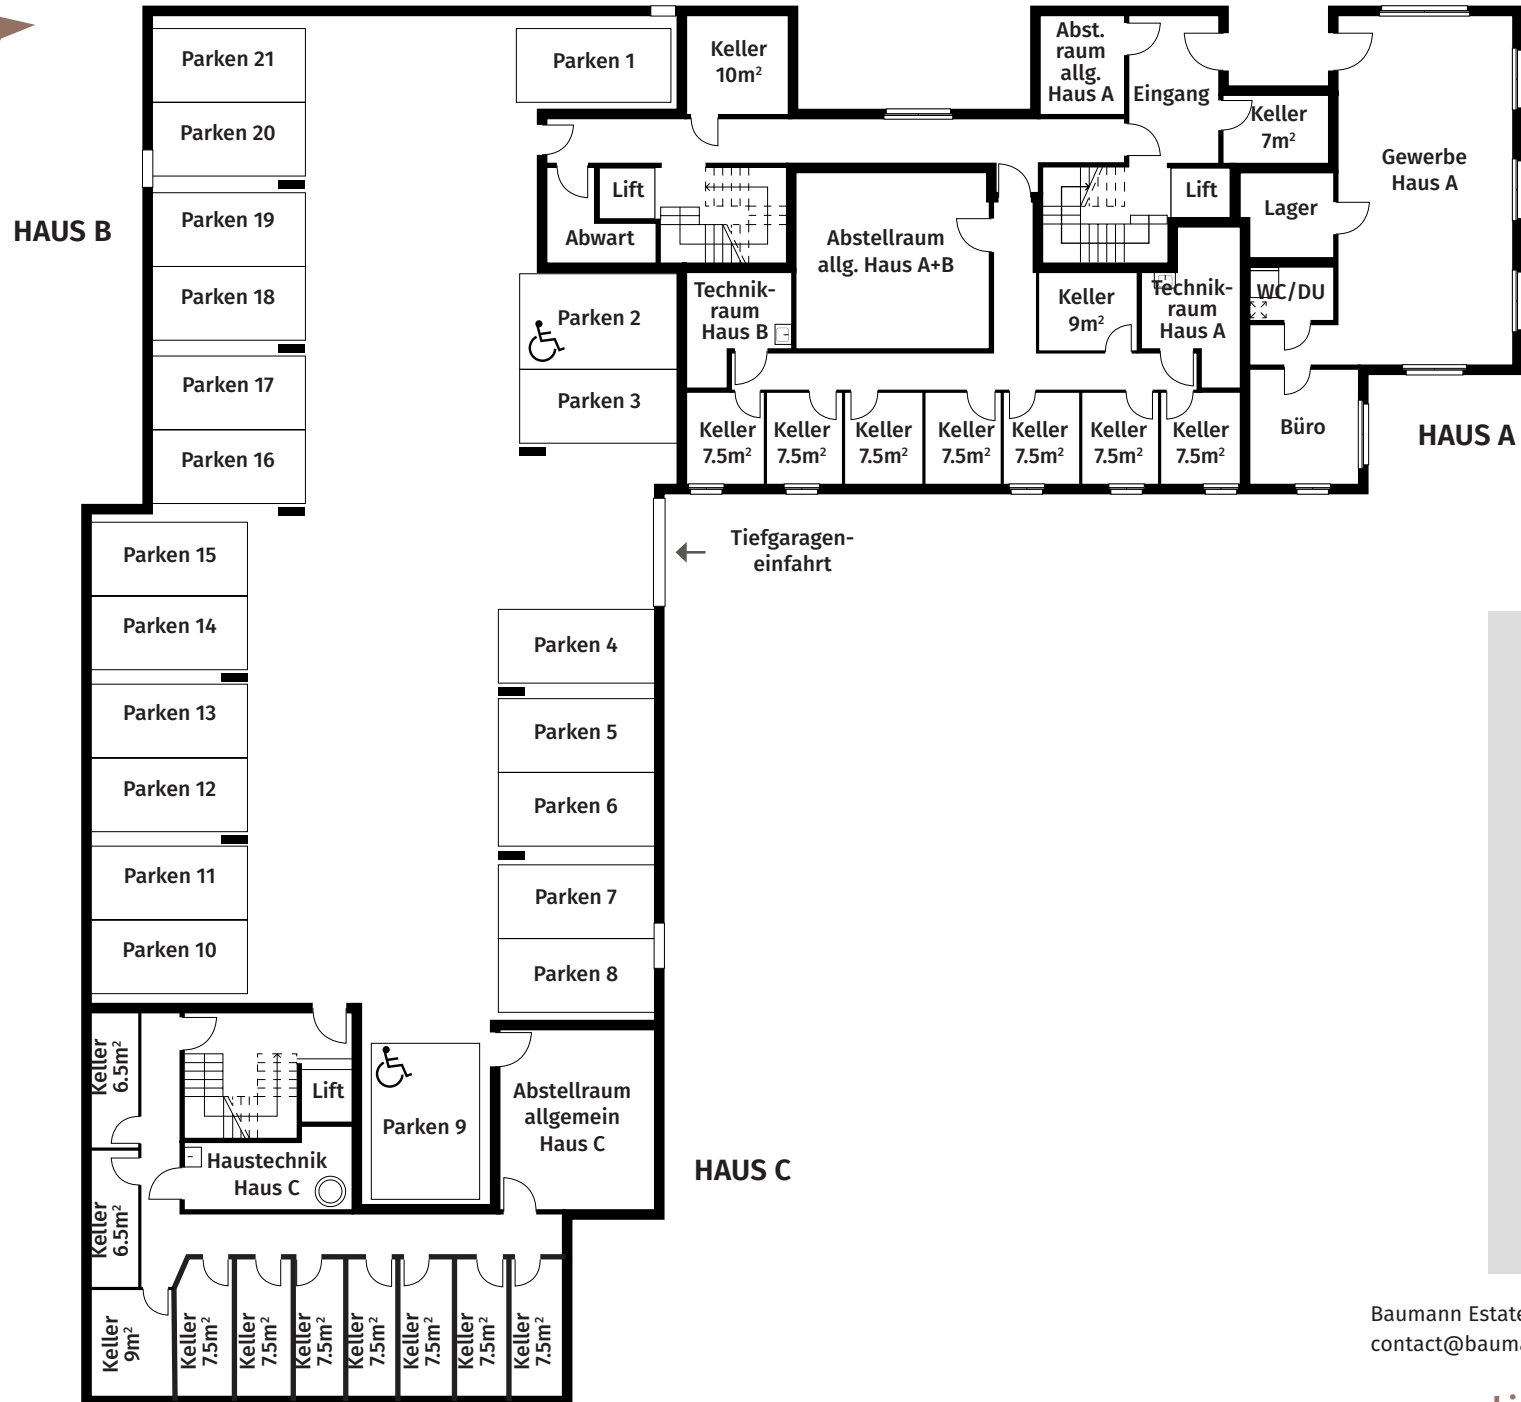 Parken 21
Parken 20
HAUS B
Parken 19
Parken 18
Parken 17
Parken 16
Parken 15
Parken 14
Parken 13
Parken 12
Parken 11
Parken 10
Parken 1
Keller
10m²
Abst.
raum
allg.
Haus A
Eingang
Keller
7m²
Gewerbe
Haus A
Lift
Abwart
Abstellraum
allg. Haus A+B
Lift
Lager
Parken 2
Parken 3
Technik-
raum
Haus B
Keller
9m²
Technik-
raum
Haus A
WC/DU
Keller
7.5m²
Keller
7.5m²
Keller
7.5m²
Keller
7.5m²
Keller
7.5m²
Keller
7.5m²
Keller
7.5m²
Büro
HAUS A
Tiefgaragen-
einfahrt
Parken 4
Parken 5
Parken 6
Parken 7
Parken 8
Keller
6.5m²
Lift
Parken 9
Abstellraum
allgemein
Haus C
HAUS C
Haustechnik
Haus C
Keller
6.5m²
Keller
9m²
Keller
7.5m²
Keller
7.5m²
Keller
7.5m²
Keller
7.5m²
Keller
7.5m²
Keller
7.5m²
Keller
7.5m²
Baumann Estate
contact@bauma